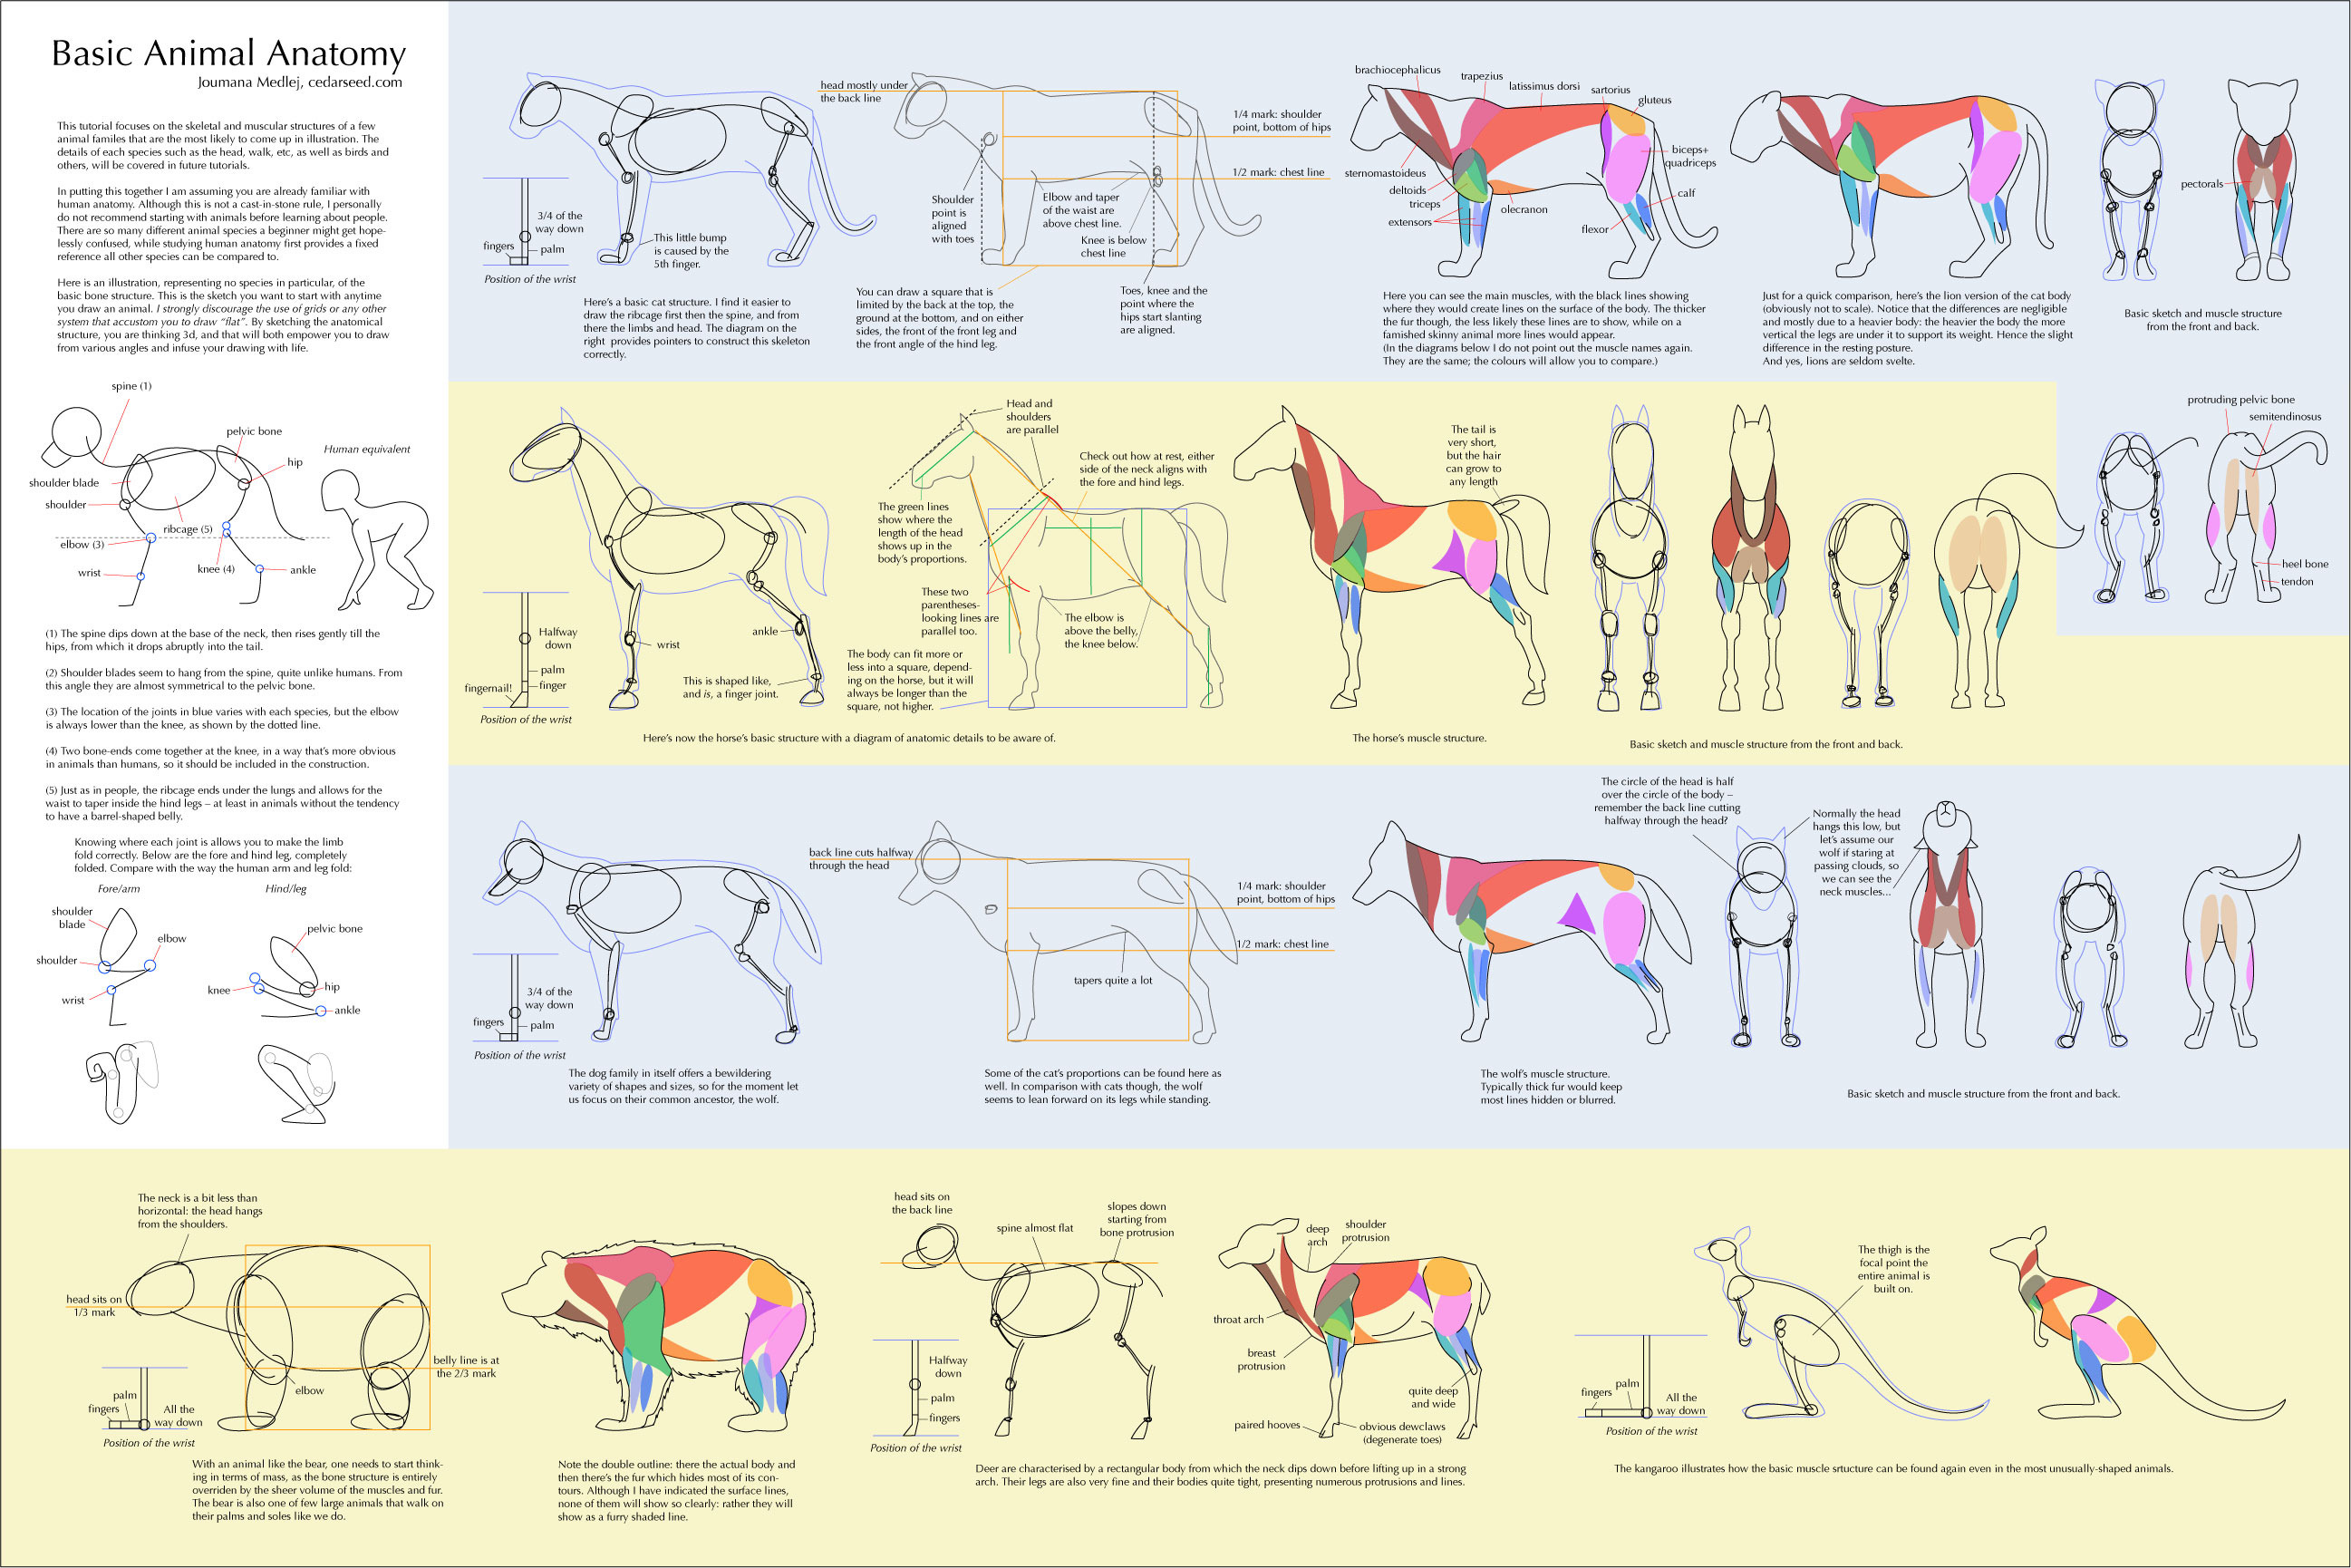 Basic Animal Anatomy
Joumana Medlej, cedarseed.com
This tutorial focuses on the skeletal and muscular structures of a few
animal familes that are the most likely to come up in illustration. The
details of each species such as the head, walk, etc, as well as birds and
others, will be covered in future tutorials.
In putting this together I am assuming you are already familiar with
human anatomy. Although this is not a cast-in-stone rule, I personally
do not recommend starting with animals before learning about people.
There are so many different animal species a beginner might get hope-
lessly confused, while studying human anatomy first provides a fixed
reference all other species can be compared to.
Here is an illustration, representing no species in particular, of the
basic bone structure. This is the sketch you want to start with anytime
you draw an animal. I strongly discourage the use of grids or any other
system that accustom you to draw “flat”. By sketching the anatomical
structure, you are thinking 3d, and that will both empower you to draw
from various angles and infuse your drawing with life.
spine (1)
pelvic bone
hip
Human equivalent
shoulder blade
shoulder
ribcage (5)
elbow (3)
knee (4)
ankle
wrist
(1) The spine dips down at the base of the neck, then rises gently till the
hips, from which it drops abruptly into the tail.
(2) Shoulder blades seem to hang from the spine, quite unlike humans. From
this angle they are almost symmetrical to the pelvic bone.
(3) The location of the joints in blue varies with each species, but the elbow
is always lower than the knee, as shown by the dotted line.
(4) Two bone-ends come together at the knee, in a way that’s more obvious
in animals than humans, so it should be included in the construction.
(5) Just as in people, the ribcage ends under the lungs and allows for the
waist to taper inside the hind legs – at least in animals without the tendency
to have a barrel-shaped belly.
Knowing where each joint is allows you to make the limb
fold correctly. Below are the fore and hind leg, completely
folded. Compare with the way the human arm and leg fold:
Fore/arm
Hind/leg
shoulder
blade
elbow
shoulder
wrist
pelvic bone
knee
hip
ankle
3/4 of the
way down
fingers
palm
Position of the wrist
This little bump
is caused by the
5th finger.
Here’s a basic cat structure. I find it easier to
draw the ribcage first then the spine, and from
there the limbs and head. The diagram on the
right  provides pointers to construct this skeleton
correctly.
head mostly under
the back line
1/4 mark: shoulder
point, bottom of hips
1/2 mark: chest line
Shoulder
point is
aligned
with toes
Elbow and taper
of the waist are
above chest line.
Knee is below
chest line
You can draw a square that is
limited by the back at the top, the
ground at the bottom, and on either
sides, the front of the front leg and
the front angle of the hind leg.
Toes, knee and the
point where the
hips start slanting
are aligned.
brachiocephalicus
trapezius
latissimus dorsi
sartorius
gluteus
biceps+
quadriceps
sternomastoideus
deltoids
triceps
extensors
olecranon
calf
flexor
Here you can see the main muscles, with the black lines showing
where they would create lines on the surface of the body. The thicker
the fur though, the less likely these lines are to show, while on a
famished skinny animal more lines would appear.
(In the diagrams below I do not point out the muscle names again.
They are the same; the colours will allow you to compare.)
Just for a quick comparison, here’s the lion version of the cat body
(obviously not to scale). Notice that the differences are negligible
and mostly due to a heavier body: the heavier the body the more
vertical the legs are under it to support its weight. Hence the slight
difference in the resting posture.
And yes, lions are seldom svelte.
pectorals
Basic sketch and muscle structure
from the front and back.
protruding pelvic bone
semitendinosus
heel bone
tendon
Halfway
down
palm
finger
fingernail!
Position of the wrist
wrist
ankle
This is shaped like,
and is, a finger joint.
Head and
shoulders
are parallel
Check out how at rest, either
side of the neck aligns with
the fore and hind legs.
The green lines
show where the
length of the head
shows up in the
body’s proportions.
These two
parentheses-
looking lines are
parallel too.
The elbow is
above the belly,
the knee below.
The body can fit more or
less into a square, depend-
ing on the horse, but it will
always be longer than the
square, not higher.
Here’s now the horse’s basic structure with a diagram of anatomic details to be aware of.
The tail is
very short,
but the hair
can grow to
any length
The horse’s muscle structure.
Basic sketch and muscle structure from the front and back.
3/4 of the
way down
fingers
palm
Position of the wrist
The dog family in itself offers a bewildering
variety of shapes and sizes, so for the moment let
us focus on their common ancestor, the wolf.
back line cuts halfway
through the head
1/4 mark: shoulder
point, bottom of hips
1/2 mark: chest line
tapers quite a lot
Some of the cat’s proportions can be found here as
well. In comparison with cats though, the wolf
seems to lean forward on its legs while standing.
The wolf’s muscle structure.
Typically thick fur would keep
most lines hidden or blurred.
The circle of the head is half
over the circle of the body –
remember the back line cutting
halfway through the head?
Normally the head
hangs this low, but
let’s assume our
wolf if staring at
passing clouds, so
we can see the
neck muscles...
Basic sketch and muscle structure from the front and back.
The neck is a bit less than
horizontal: the head hangs
from the shoulders.
head sits on
1/3 mark
belly line is at
the 2/3 mark
elbow
palm
fingers
All the
way down
Position of the wrist
With an animal like the bear, one needs to start think-
ing in terms of mass, as the bone structure is entirely
overriden by the sheer volume of the muscles and fur.
The bear is also one of few large animals that walk on
their palms and soles like we do.
Note the double outline: there the actual body and
then there’s the fur which hides most of its con-
tours. Although I have indicated the surface lines,
none of them will show so clearly: rather they will
show as a furry shaded line.
head sits on
the back line
spine almost flat
slopes down
starting from
bone protrusion
Halfway
down
palm
fingers
Position of the wrist
deep
arch
shoulder
protrusion
throat arch
breast
protrusion
quite deep
and wide
paired hooves
obvious dewclaws
(degenerate toes)
Deer are characterised by a rectangular body from which the neck dips down before lifting up in a strong
arch. Their legs are also very fine and their bodies quite tight, presenting numerous protrusions and lines.
palm
fingers
All the
way down
Position of the wrist
The thigh is the
focal point the
entire animal is
built on.
The kangaroo illustrates how the basic muscle srtucture can be found again even in the most unusually-shaped animals.